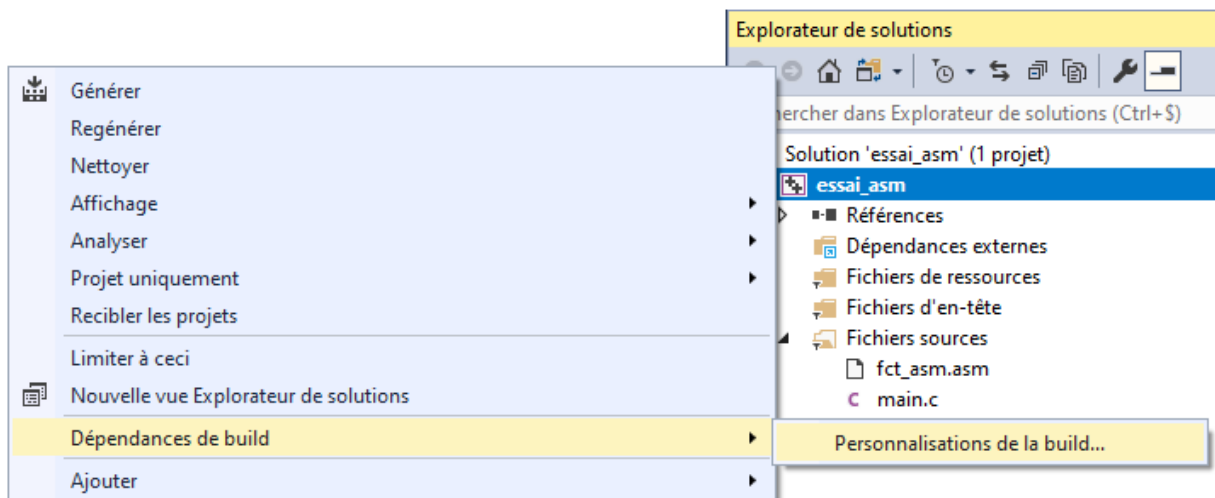 Explorateur de solutions
hercher dans Explorateur de solutions (Ctrl+$)
Solution 'essai_asm' (1 projet)
essai_asm
Références
Dépendances externes
Fichiers de ressources
Fichiers d'en-tête
Fichiers sources
fct_asm.asm
main.c
Générer
Regénérer
Nettoyer
Affichage
Analyser
Projet uniquement
Recibler les projets
Limiter à ceci
Nouvelle vue Explorateur de solutions
Dépendances de build
Ajouter
Personnalisations de la build...